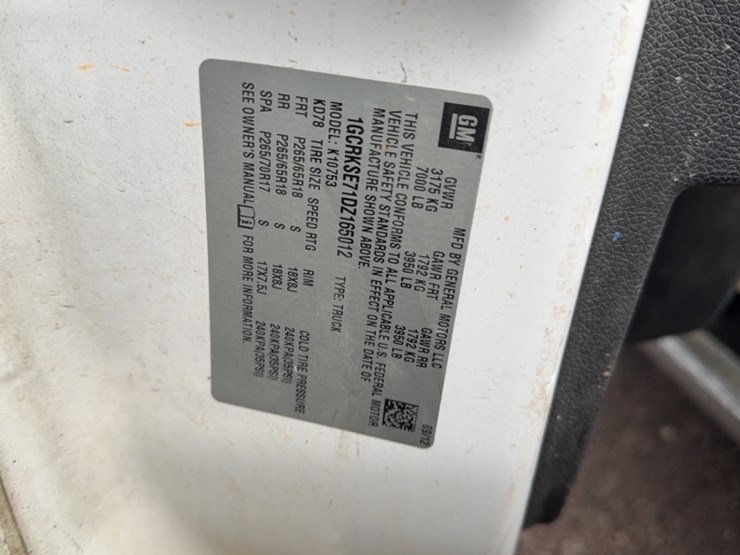 GM
MFD BY GENERAL MOTORS LLC 09/12
GVWR GAWR FRT GAWR RR
3175 KG 1792 KG 1792 KG
7000 LB 3950 LB 3950 LB
THIS VEHICLE CONFORMS TO ALL APPLICABLE U.S. FEDERAL MOTOR
VEHICLE SAFETY STANDARDS IN EFFECT ON THE DATE OF
MANUFACTURE SHOWN ABOVE.
1GCRKSE71DZ165012 TYPE: TRUCK
MODEL: K10753
KD78 TIRE SIZE SPEED RTG RIM COLD TIRE PRESSURE
FRT P265/65R18 S 18X8J 240KPA(35PSI)
RR P265/65R18 S 18X8J 240KPA(35PSI)
SPA P265/70R17 S 17X7.5J 240KPA(35PSI)
SEE OWNER'S MANUAL i FOR MORE INFORMATION.